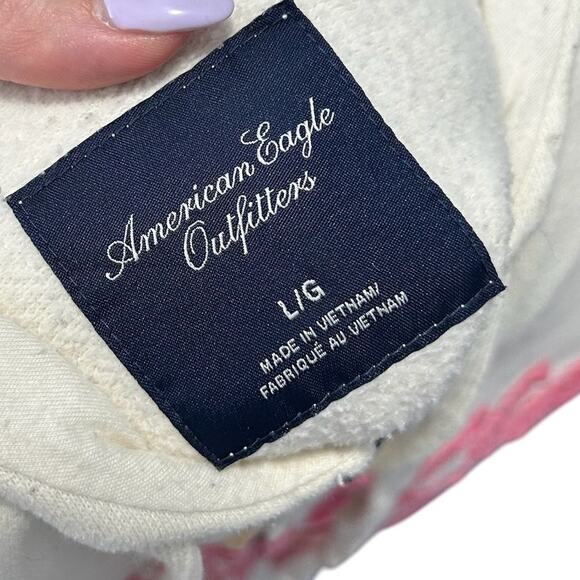 American Eagle
Outfitters
L/G
MADE IN VIETNAM/
FABRIQUÉ AU VIETNAM